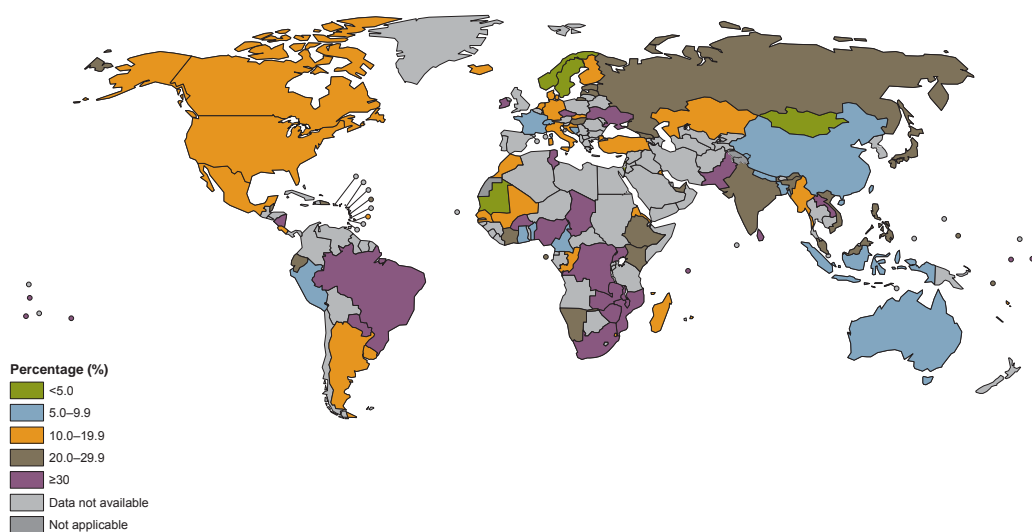 Percentage (%)
<5.0
5.0–9.9
10.0–19.9
20.0–29.9
≥30
Data not available
Not applicable